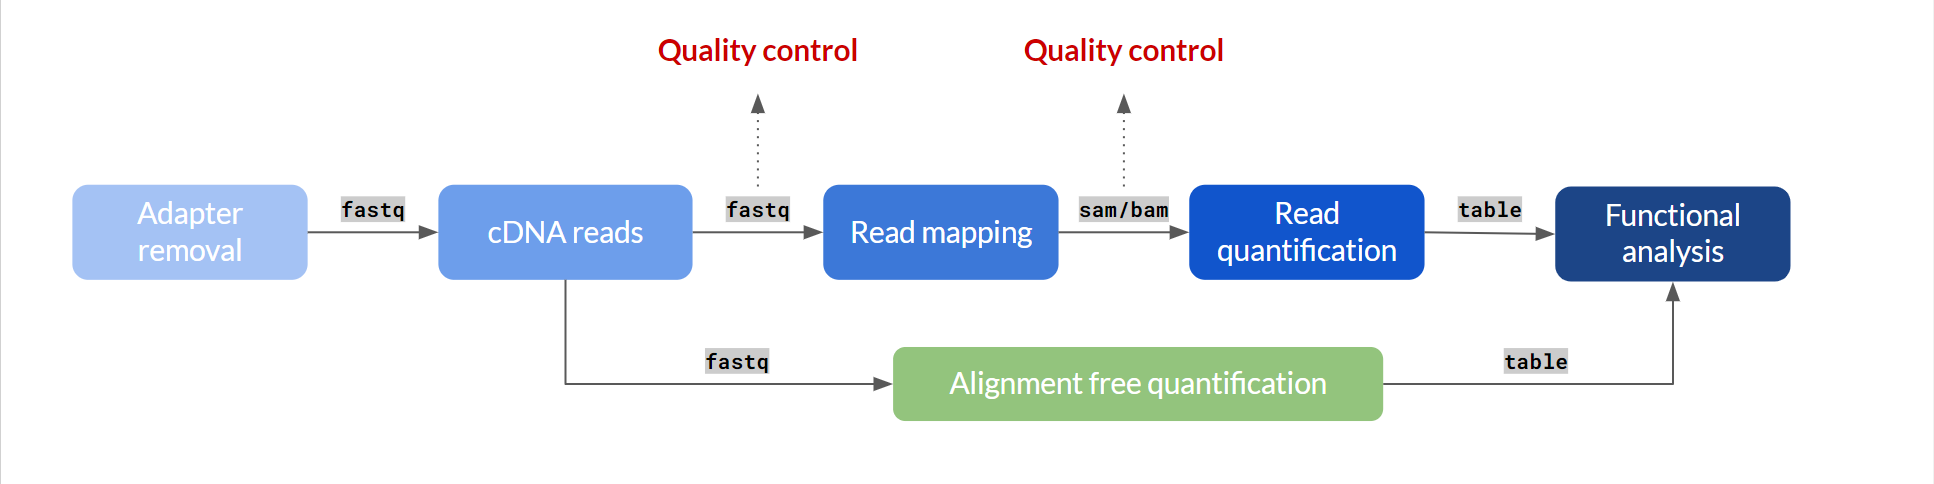 Quality control
Quality control
Adapter
removal
fastq
cDNA reads
fastq
Read mapping
sam/bam
Read
quantification
table
Functional
analysis
fastq
Alignment free quantification
table